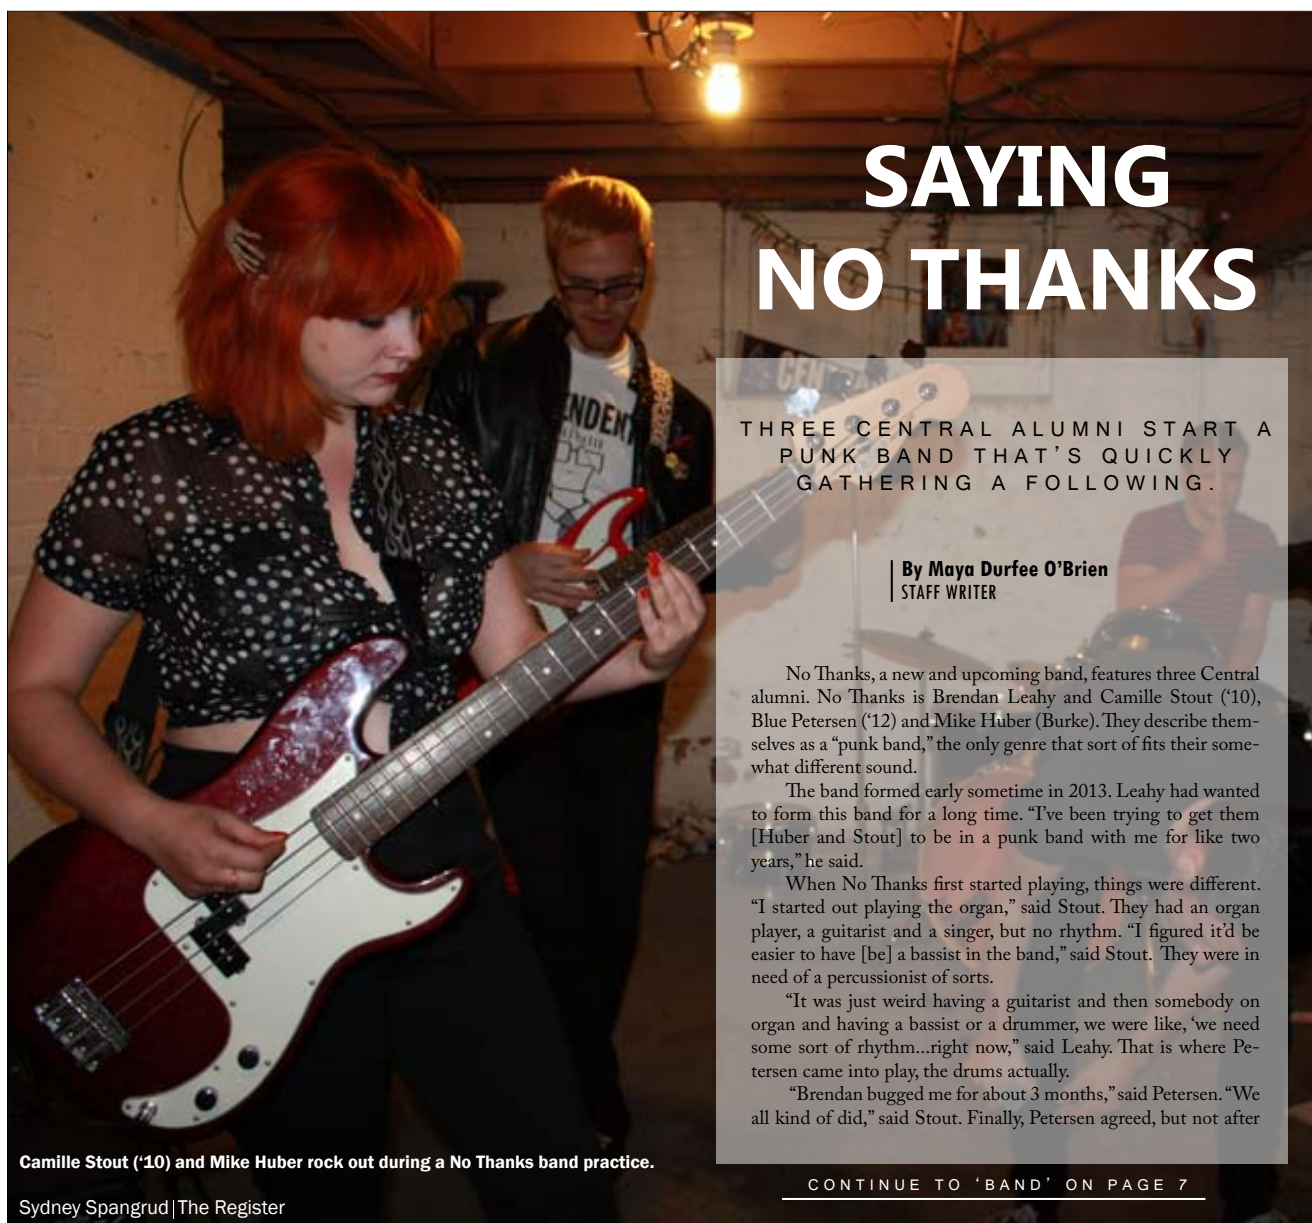 SAYING
NO THANKS
CENTRAL
ENDENT
THREE CENTRAL ALUMNI START A
PUNK BAND THAT'S QUICKLY
GATHERING A FOLLOWING.
By Maya Durfee O'Brien
STAFF WRITER
No Thanks, a new and upcoming band, features three Central
alumni. No Thanks is Brendan Leahy and Camille Stout (‘10),
Blue Petersen (‘12) and Mike Huber (Burke). They describe them-
selves as a “punk band,” the only genre that sort of fits their some-
what different sound.
The band formed early sometime in 2013. Leahy had wanted
to form this band for a long time. “I’ve been trying to get them
[Huber and Stout] to be in a punk band with me for like two
years,” he said.
When No Thanks first started playing, things were different.
“I started out playing the organ,” said Stout. They had an organ
player, a guitarist and a singer, but no rhythm. “I figured it’d be
easier to have [be] a bassist in the band,” said Stout. They were in
need of a percussionist of sorts.
“It was just weird having a guitarist and then somebody on
organ and having a bassist or a drummer, we were like, ‘we need
some sort of rhythm...right now,” said Leahy. That is where Pe-
tersen came into play, the drums actually.
“Brendan bugged me for about 3 months,” said Petersen. “We
all kind of did,” said Stout. Finally, Petersen agreed, but not after
Camille Stout (‘10) and Mike Huber rock out during a No Thanks band practice.
Sydney Spangrud|The Register
CONTINUE TO ‘BAND’ ON PAGE 7